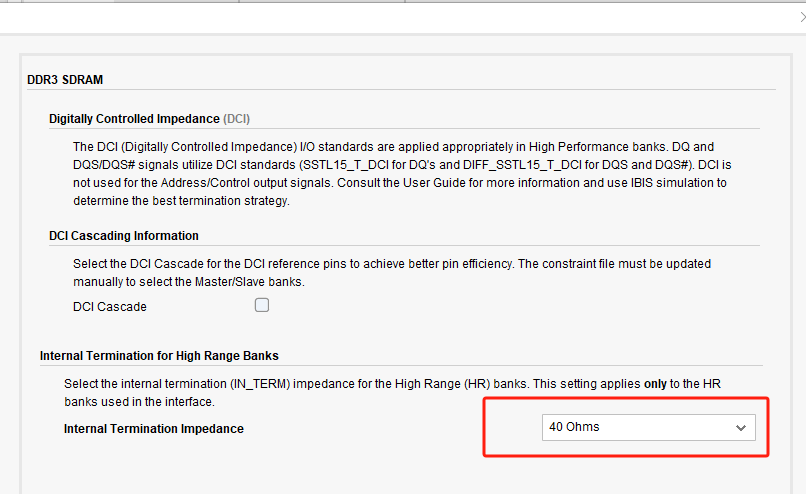 DDR3 SDRAM
Digitally Controlled Impedance (DCI)
The DCI (Digitally Controlled Impedance) I/O standards are applied appropriately in High Performance banks. DQ and
DQS/DQS# signals utilize DCI standards (SSTL15_T_DCI for DQ's and DIFF_SSTL15_T_DCI for DQS and DQS#). DCI is
not used for the Address/Control output signals. Consult the User Guide for more information and use IBIS simulation to
determine the best termination strategy.
DCI Cascading Information
Select the DCI Cascade for the DCI reference pins to achieve better pin efficiency. The constraint file must be updated
manually to select the Master/Slave banks.
DCI Cascade
Internal Termination for High Range Banks
Select the internal termination (IN_TERM) impedance for the High Range (HR) banks. This setting applies only to the HR
banks used in the interface.
Internal Termination Impedance
40 Ohms